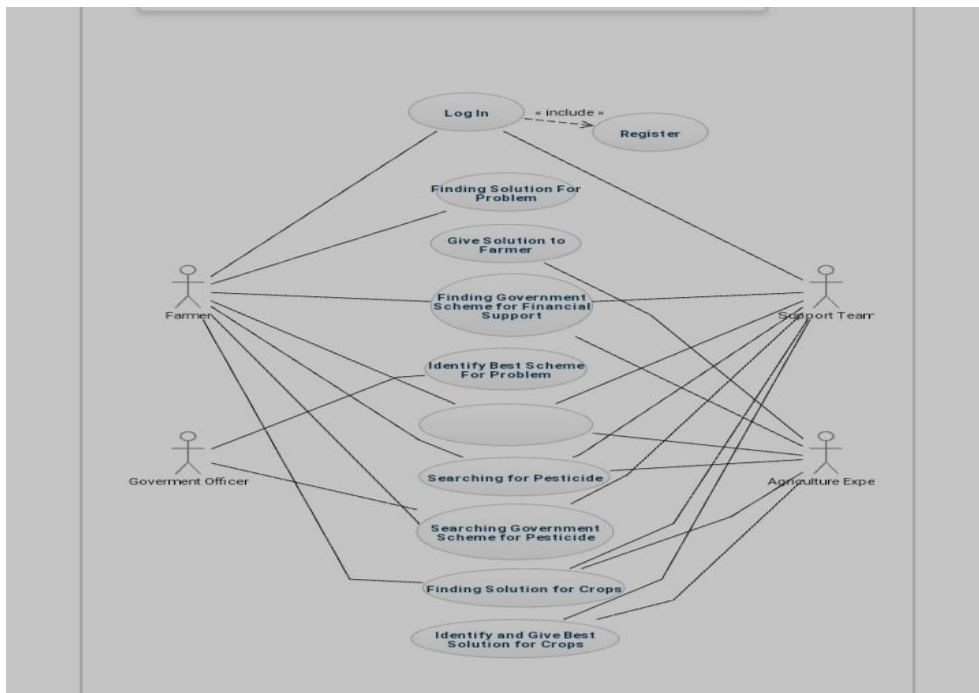 Log In
« include »
Register
Finding Solution For
Problem
Give Solution to
Farmer
Finding Government
Scheme for Financial
Support
Farmer
Support Team
Identify Best Scheme
For Problem
Searching for Pesticide
Goverment Officer
Agriculture Expe
Searching Government
Scheme for Pesticide
Finding Solution for Crops
Identify and Give Best
Solution for Crops